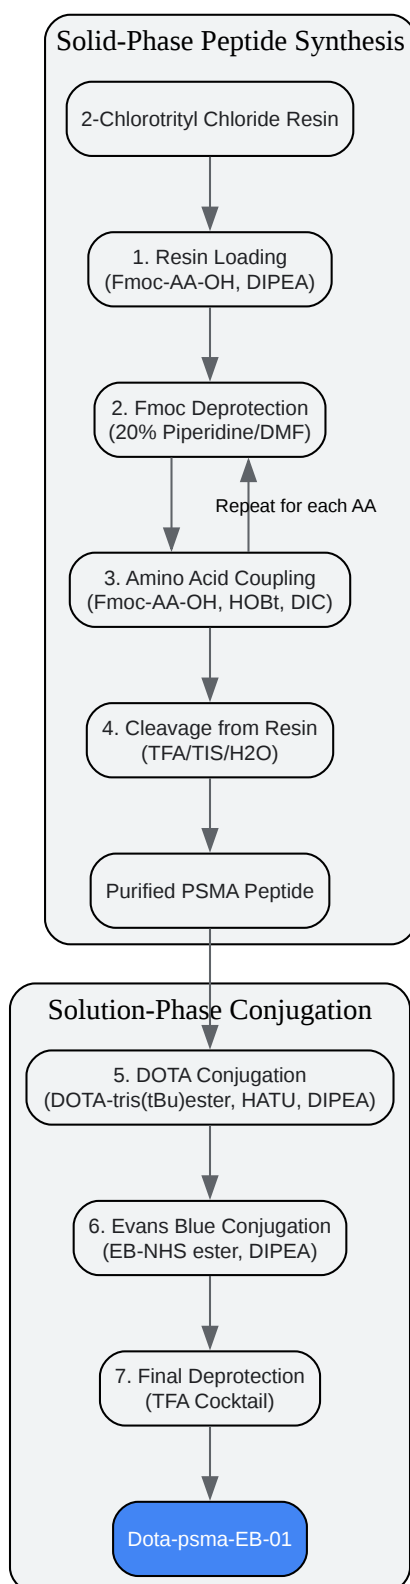 Solid-Phase Peptide Synthesis
2-Chlorotrityl Chloride Resin
1. Resin Loading
(Fmoc-AA-OH, DIPEA)
2. Fmoc Deprotection
(20% Piperidine/DMF)
Repeat for each AA
3. Amino Acid Coupling
(Fmoc-AA-OH, HOBt, DIC)
4. Cleavage from Resin
(TFA/TIS/H2O)
Purified PSMA Peptide
Solution-Phase Conjugation
5. DOTA Conjugation
(DOTA-tris(tBu)ester, HATU, DIPEA)
6. Evans Blue Conjugation
(EB-NHS ester, DIPEA)
7. Final Deprotection
(TFA Cocktail)
Dota-psma-EB-01